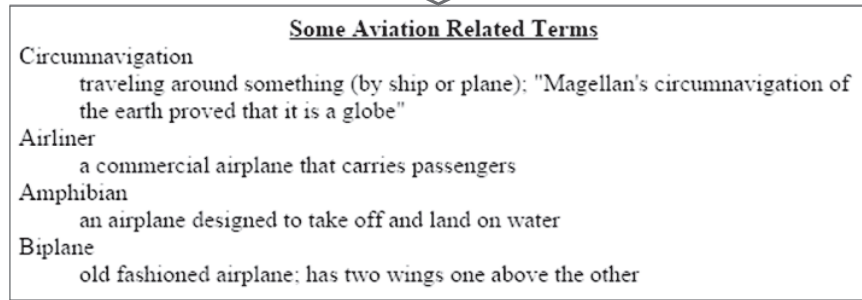 Some Aviation Related Terms
Circumnavigation
traveling around something (by ship or plane); "Magellan's circumnavigation of
the earth proved that it is a globe"
Airliner
a commercial airplane that carries passengers
Amphibian
an airplane designed to take off and land on water
Biplane
old fashioned airplane; has two wings one above the other